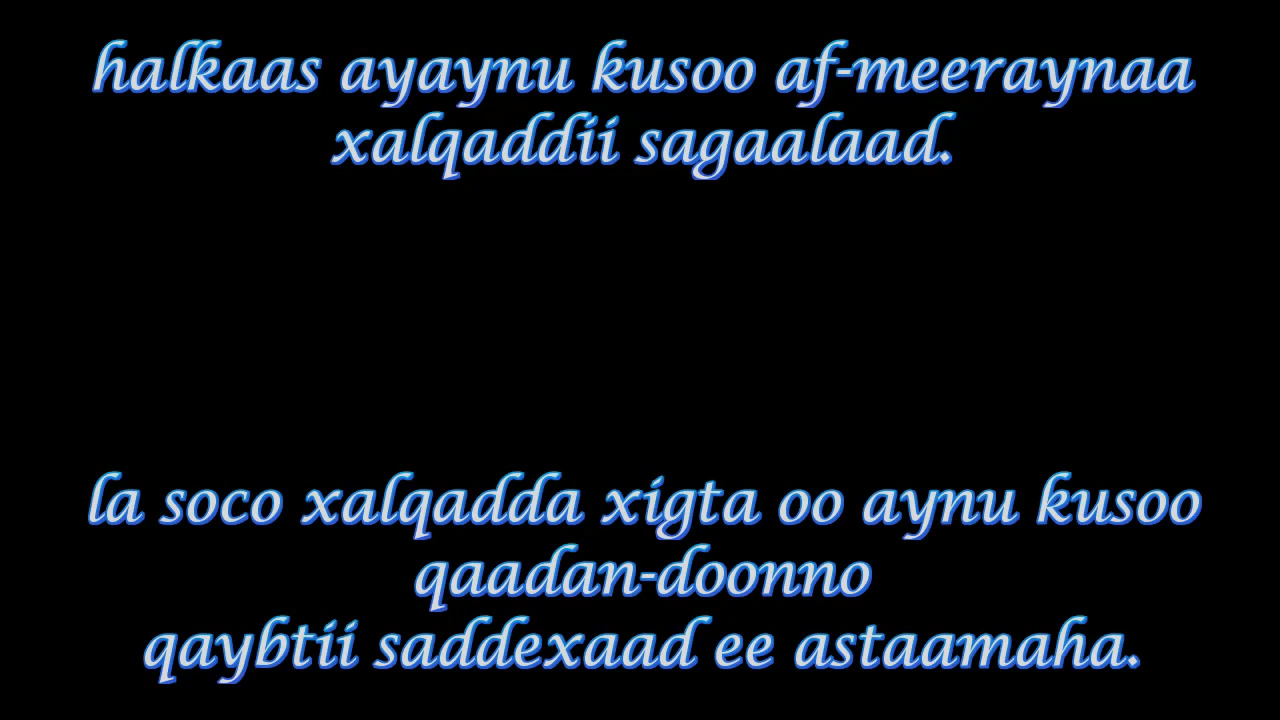 halkaas ayaynu kusoo af-meeraynaa
xalqaddii sagaalaad.
la soco xalqadda xigta oo aynu kusoo
qaadan-doonno
qaybtii saddexaad ee astaamaha.